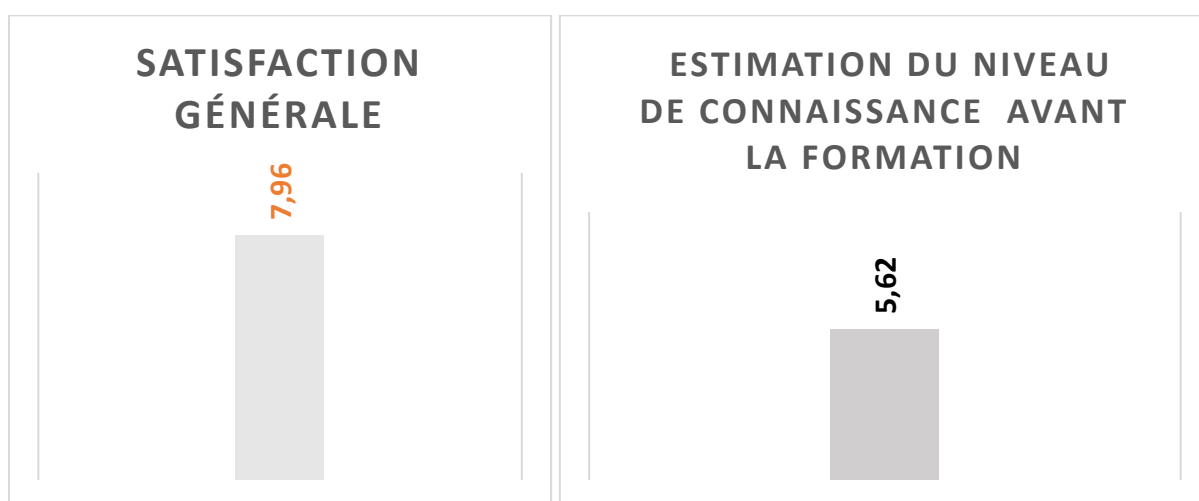 SATISFACTION
GÉNÉRALE
7,96
ESTIMATION DU NIVEAU
DE CONNAISSANCE AVANT
LA FORMATION
5,62